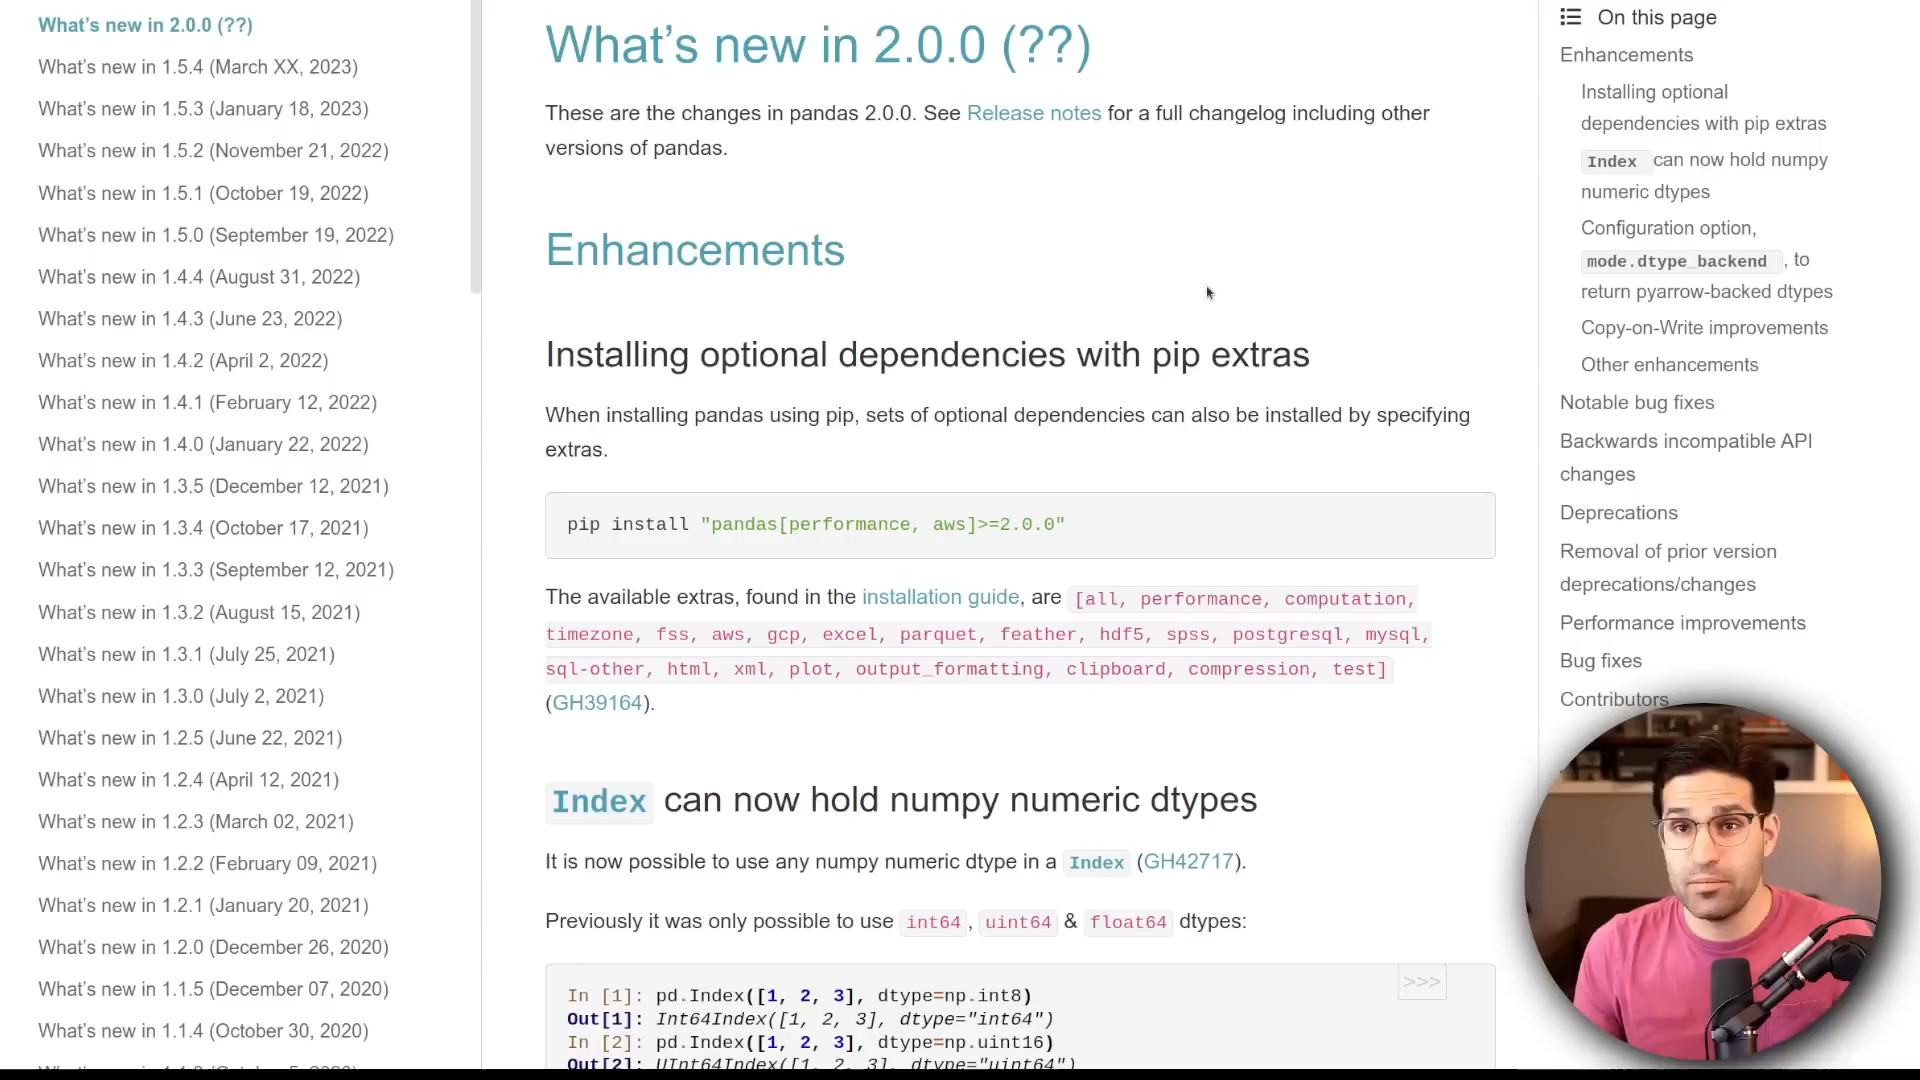 What’s new in 2.0.0 (??)
What’s new in 1.5.4 (March XX, 2023)
What’s new in 1.5.3 (January 18, 2023)
What’s new in 1.5.2 (November 21, 2022)
What’s new in 1.5.1 (October 19, 2022)
What’s new in 1.5.0 (September 19, 2022)
What’s new in 1.4.4 (August 31, 2022)
What’s new in 1.4.3 (June 23, 2022)
What’s new in 1.4.2 (April 2, 2022)
What’s new in 1.4.1 (February 12, 2022)
What’s new in 1.4.0 (January 22, 2022)
What’s new in 1.3.5 (December 12, 2021)
What’s new in 1.3.4 (October 17, 2021)
What’s new in 1.3.3 (September 12, 2021)
What’s new in 1.3.2 (August 15, 2021)
What’s new in 1.3.1 (July 25, 2021)
What’s new in 1.3.0 (July 2, 2021)
What’s new in 1.2.5 (June 22, 2021)
What’s new in 1.2.4 (April 12, 2021)
What’s new in 1.2.3 (March 02, 2021)
What’s new in 1.2.2 (February 09, 2021)
What’s new in 1.2.1 (January 20, 2021)
What’s new in 1.2.0 (December 26, 2020)
What’s new in 1.1.5 (December 07, 2020)
What’s new in 1.1.4 (October 30, 2020)
What’s new in 2.0.0 (??)
These are the changes in pandas 2.0.0. See Release notes for a full changelog including other
versions of pandas.
Enhancements
Installing optional dependencies with pip extras
When installing pandas using pip, sets of optional dependencies can also be installed by specifying
extras.
pip install "pandas[performance, aws]>=2.0.0"
The available extras, found in the installation guide, are [all, performance, computation,
timezone, fss, aws, gcp, excel, parquet, feather, hdf5, spss, postgresql, mysql,
sql-other, html, xml, plot, output_formatting, clipboard, compression, test]
(GH39164).
Index can now hold numpy numeric dtypes
It is now possible to use any numpy numeric dtype in a Index (GH42717).
Previously it was only possible to use int64, uint64 & float64 dtypes:
>>>
In [1]: pd.Index([1, 2, 3], dtype=np.int8)
Out[1]: Int64Index([1, 2, 3], dtype="int64")
In [2]: pd.Index([1, 2, 3], dtype=np.uint16)
Out[2]: UInt64Index([1, 2, 3], dtype="uint64")
On this page
Enhancements
Installing optional
dependencies with pip extras
Index can now hold numpy
numeric dtypes
Configuration option,
mode.dtype_backend, to
return pyarrow-backed dtypes
Copy-on-Write improvements
Other enhancements
Notable bug fixes
Backwards incompatible API
changes
Deprecations
Removal of prior version
deprecations/changes
Performance improvements
Bug fixes
Contributors